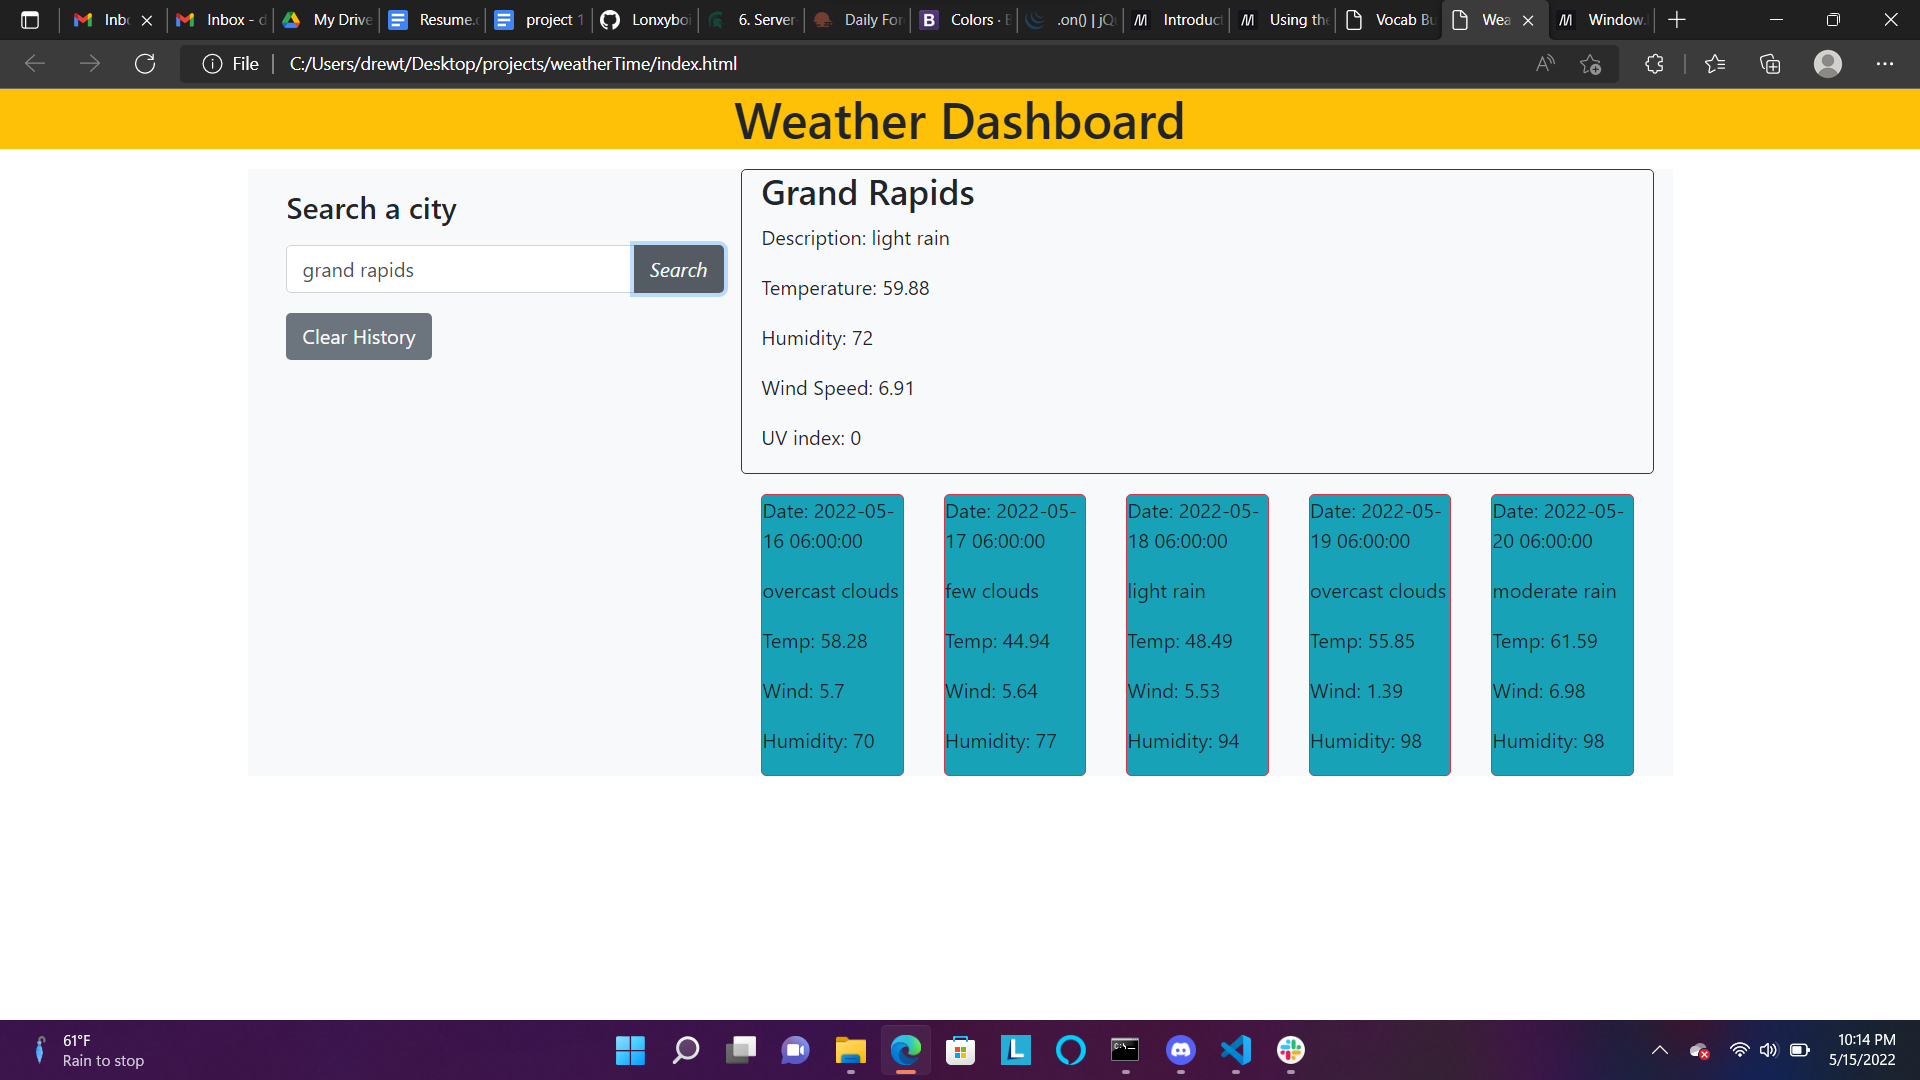 Inbo
Inbox - d
My Drive
Resume.
project 1
Lonxyboi
6. Server
Daily For
Colors · B
.on() | jQu
Introduct
Using the
Vocab Bu
Wea
Window.
File
C:/Users/drewt/Desktop/projects/weatherTime/index.html
Weather Dashboard
Search a city
grand rapids
Search
Clear History
Grand Rapids
Description: light rain
Temperature: 59.88
Humidity: 72
Wind Speed: 6.91
UV index: 0
Date: 2022-05-
16 06:00:00
overcast clouds
Temp: 58.28
Wind: 5.7
Humidity: 70
Date: 2022-05-
17 06:00:00
few clouds
Temp: 44.94
Wind: 5.64
Humidity: 77
Date: 2022-05-
18 06:00:00
light rain
Temp: 48.49
Wind: 5.53
Humidity: 94
Date: 2022-05-
19 06:00:00
overcast clouds
Temp: 55.85
Wind: 1.39
Humidity: 98
Date: 2022-05-
20 06:00:00
moderate rain
Temp: 61.59
Wind: 6.98
Humidity: 98
61°F
Rain to stop
10:14 PM
5/15/2022